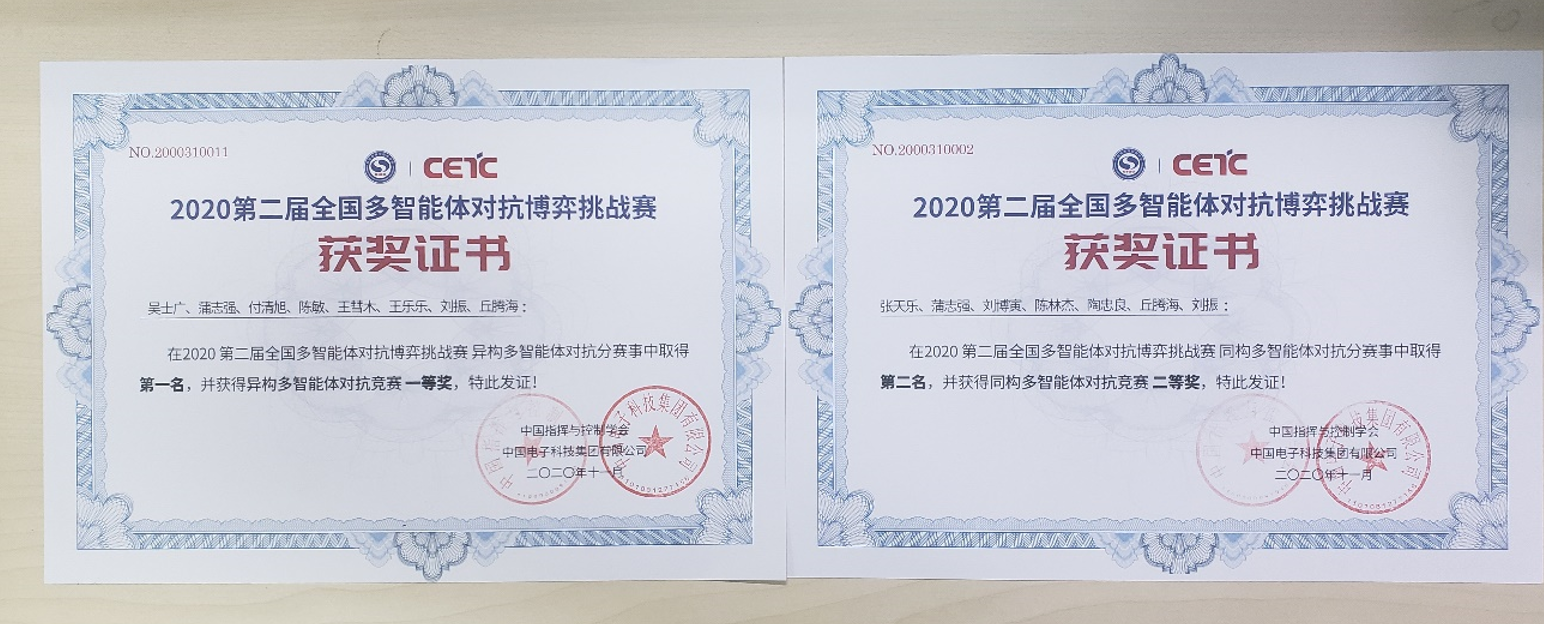 NO.2000310011
CETC
2020第二届全国多智能体对抗博弈挑战赛
获奖证书
吴士广、蒲志强、付清旭、陈敏、王彗木、王乐乐、刘振、丘腾海：
在2020 第二届全国多智能体对抗博弈挑战赛 异构多智能体对抗分赛事中取得
第一名，并获得异构多智能体对抗竞赛 一等奖，特此发证！
中国指挥与控制学会
中国电子科技集团有限公司
二〇二〇年十一月
NO.2000310002
CETC
2020第二届全国多智能体对抗博弈挑战赛
获奖证书
张天乐、蒲志强、刘博寅、陈林杰、陶忠良、丘腾海、刘振：
在2020 第二届全国多智能体对抗博弈挑战赛 同构多智能体对抗分赛事中取得
第二名，并获得同构多智能体对抗竞赛 二等奖，特此发证！
中国指挥与控制学会
中国电子科技集团有限公司
二〇二〇年十一月